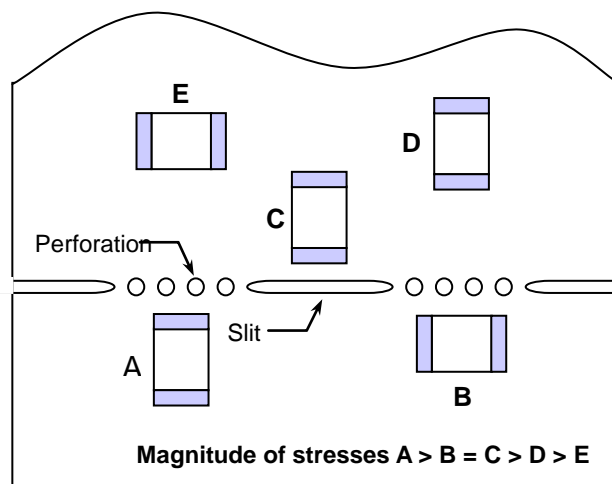 E
D
C
Perforation
Slit
A
B
Magnitude of stresses A > B = C > D > E